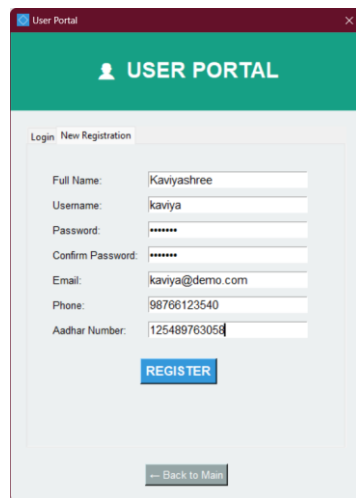 User Portal
USER PORTAL
Login New Registration
Full Name: Kaviyashree
Username: kaviya
Password: •••••••
Confirm Password: •••••••
Email: kaviya@demo.com
Phone: 98766123540
Aadhar Number: 125489763058
REGISTER
← Back to Main